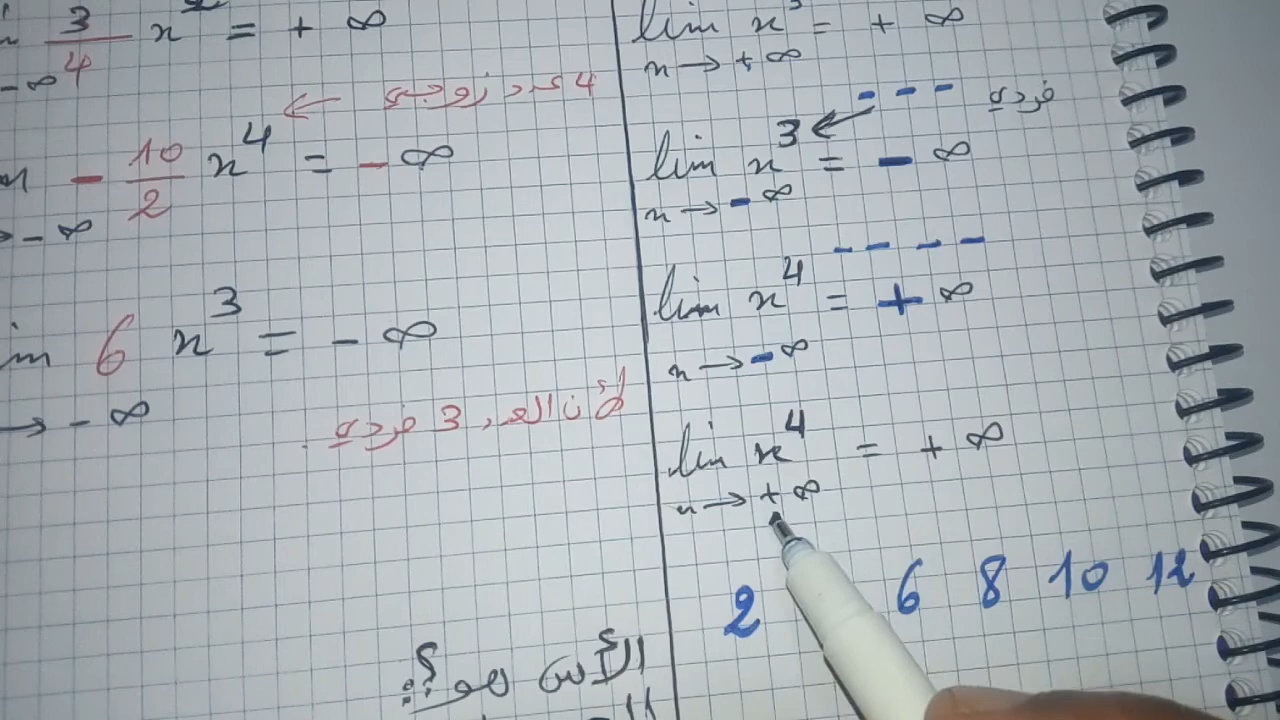 3/4 x = + ∞
- ∞
4 عدد زوجي ←
- 10/2 x⁴ = - ∞
→ - ∞
im 6 x³ = - ∞
→ - ∞
لأن العدد 3 فردي.
الأس هو؟
lim x³ = + ∞
x → + ∞
- - - فردي
lim x³ = - ∞
x → - ∞
- - - -
lim x⁴ = + ∞
x → - ∞
lim x⁴ = + ∞
x → + ∞
2 6 8 10 12